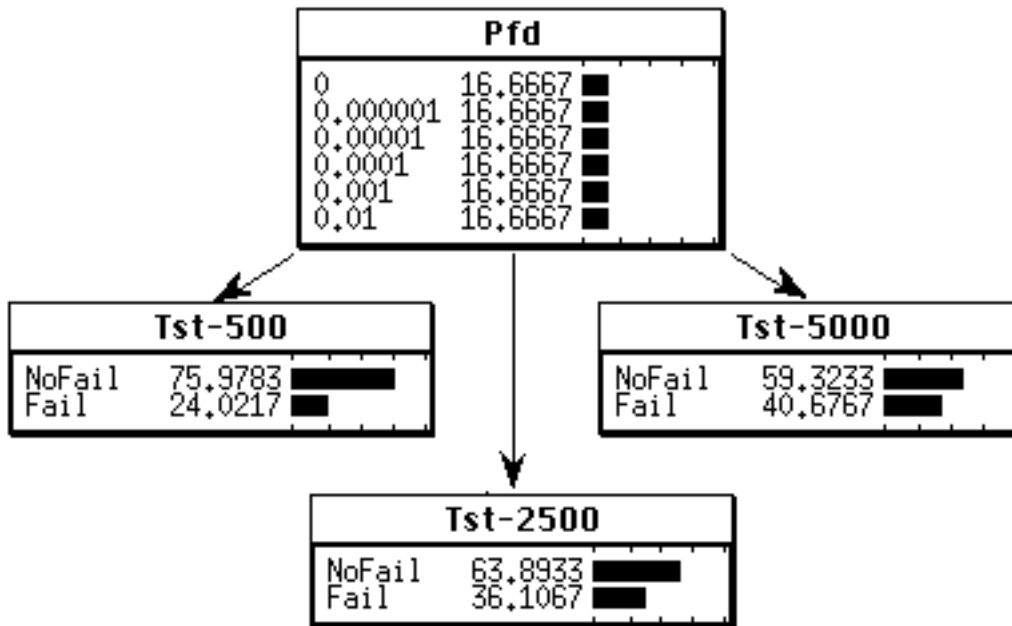 Pfd
0 16.6667
0.000001 16.6667
0.00001 16.6667
0.0001 16.6667
0.001 16.6667
0.01 16.6667
Tst-500
NoFail 75.9783
Fail 24.0217
Tst-5000
NoFail 59.3233
Fail 40.6767
Tst-2500
NoFail 63.8933
Fail 36.1067